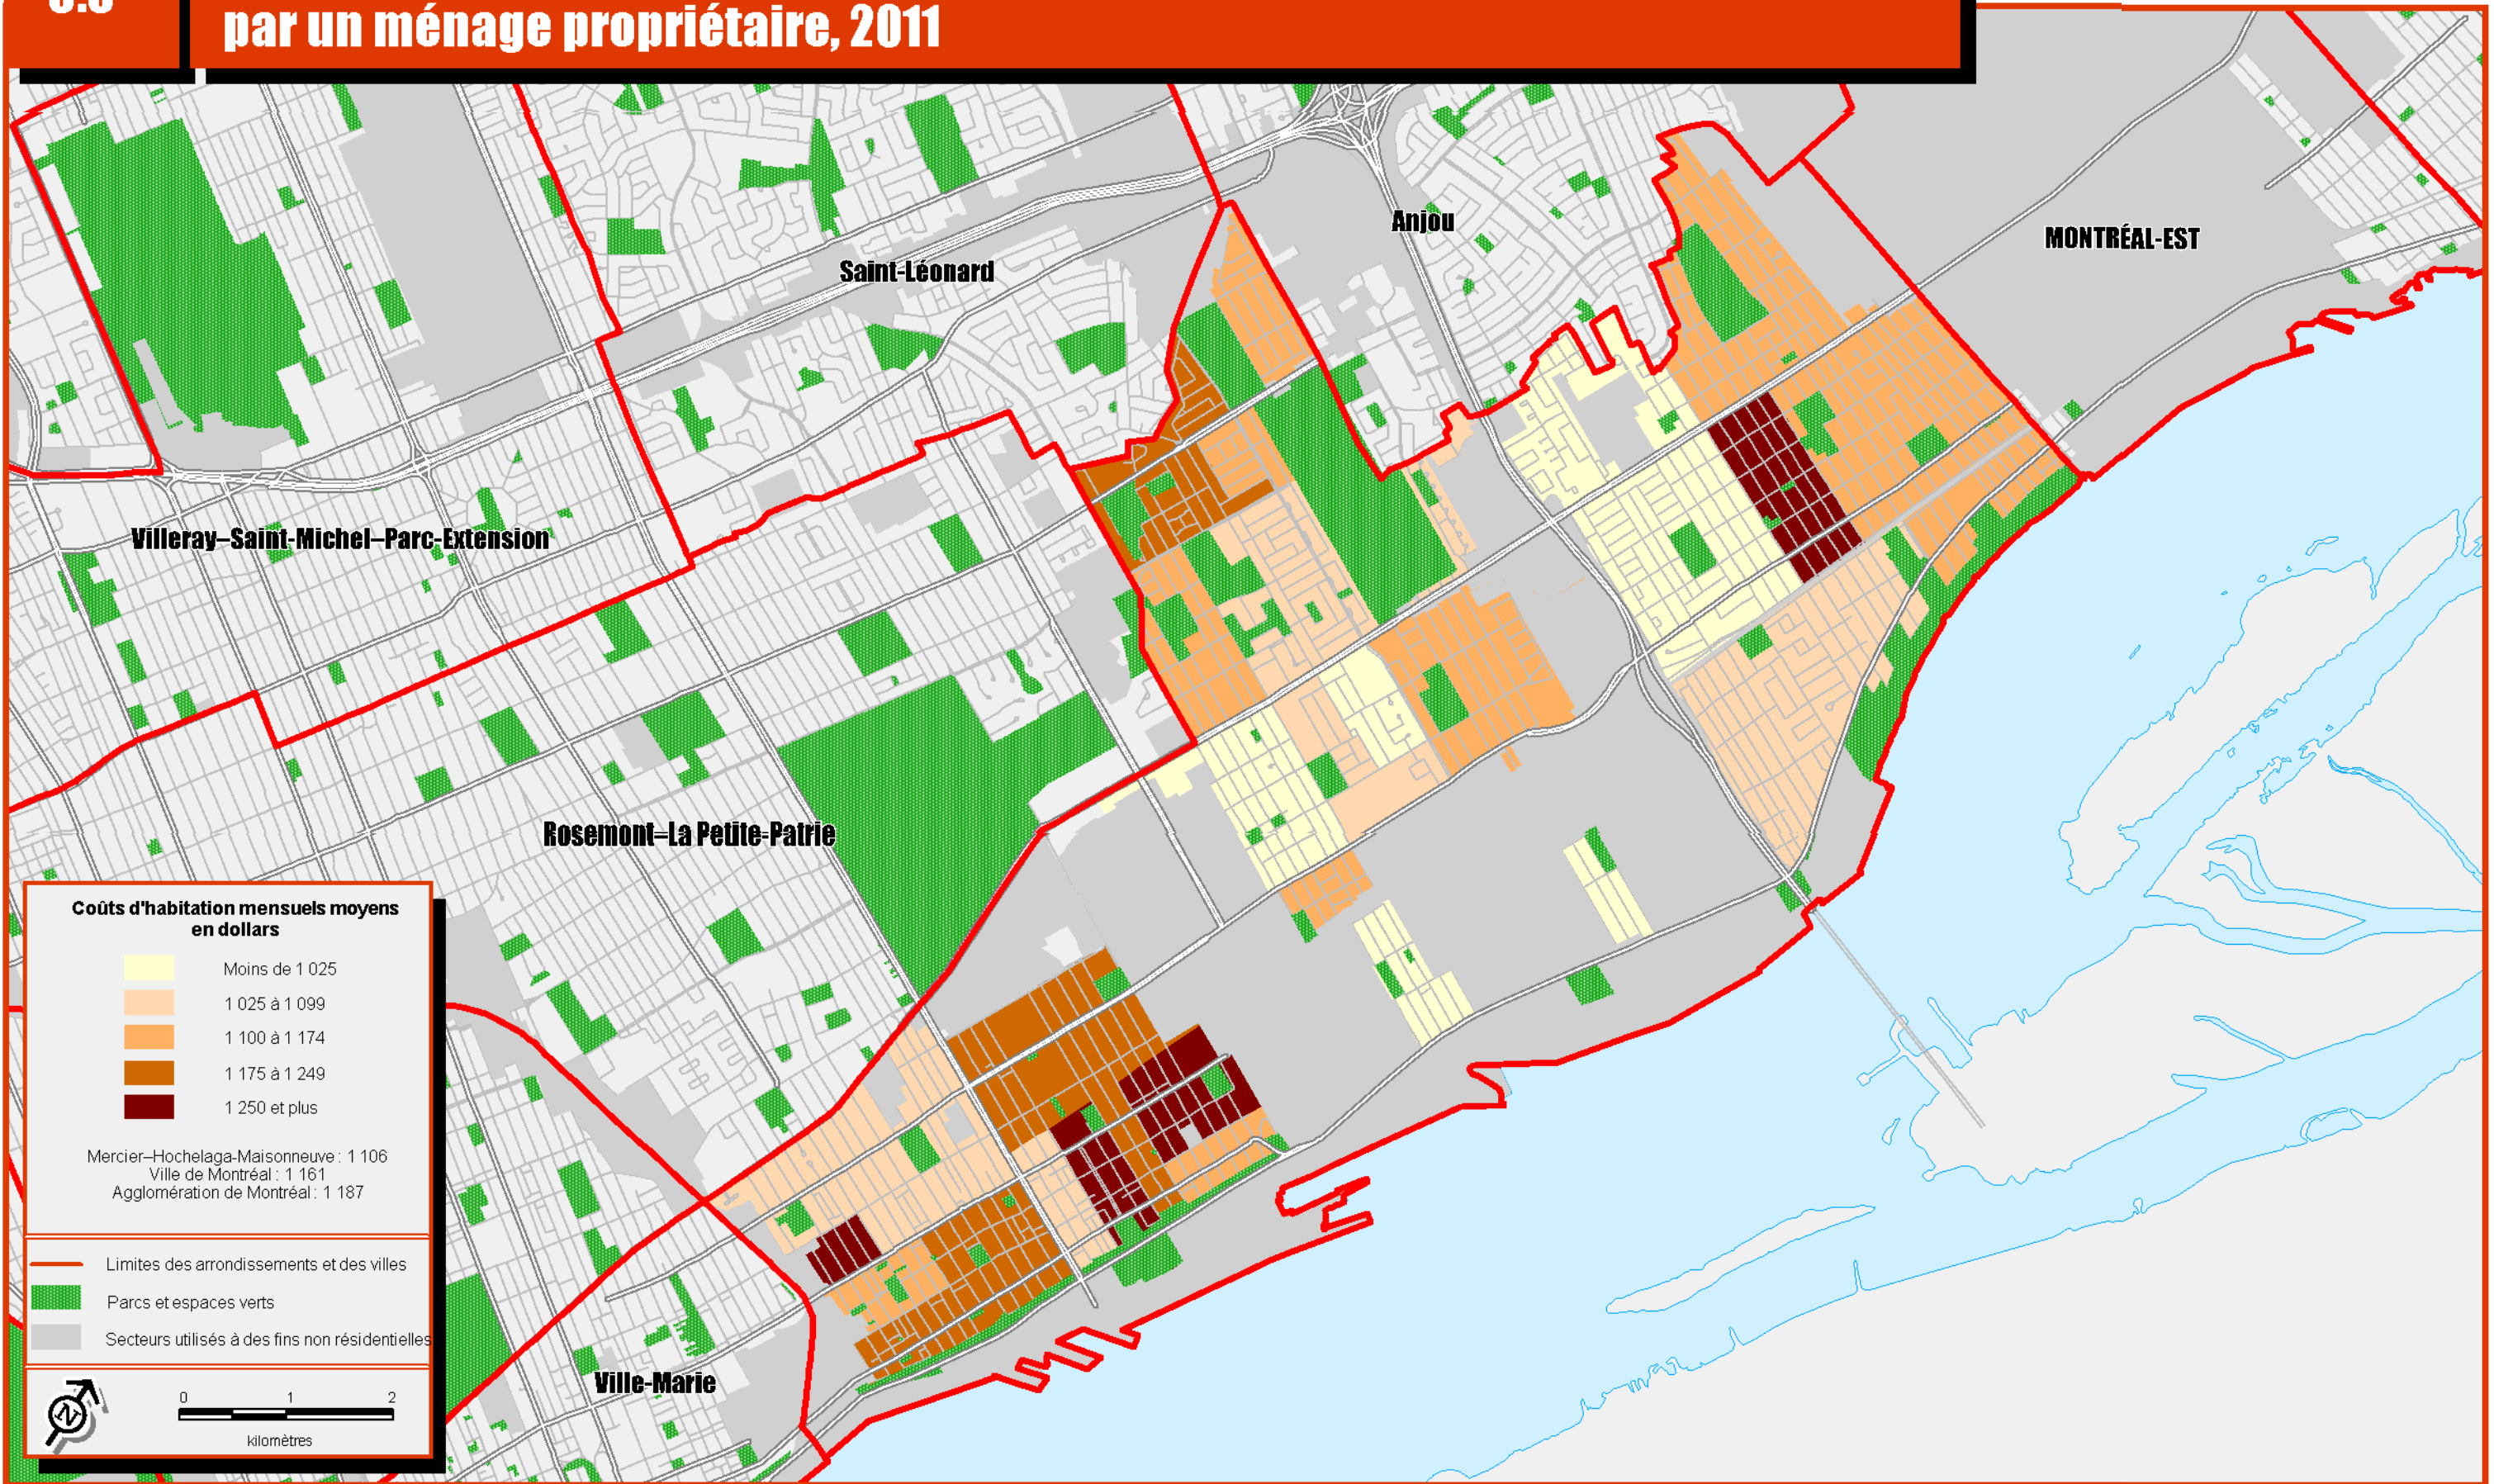 par un ménage propriétaire, 2011
Anjou
MONTRÉAL-EST
Saint-Léonard
Villeray–Saint-Michel–Parc-Extension
Rosemont–La Petite-Patrie
Ville-Marie
Coûts d'habitation mensuels moyens
en dollars
Moins de 1 025
1 025 à 1 099
1 100 à 1 174
1 175 à 1 249
1 250 et plus
Mercier–Hochelaga-Maisonneuve : 1 106
Ville de Montréal : 1 161
Agglomération de Montréal : 1 187
Limites des arrondissements et des villes
Parcs et espaces verts
Secteurs utilisés à des fins non résidentielles
N
0 1 2
kilomètres